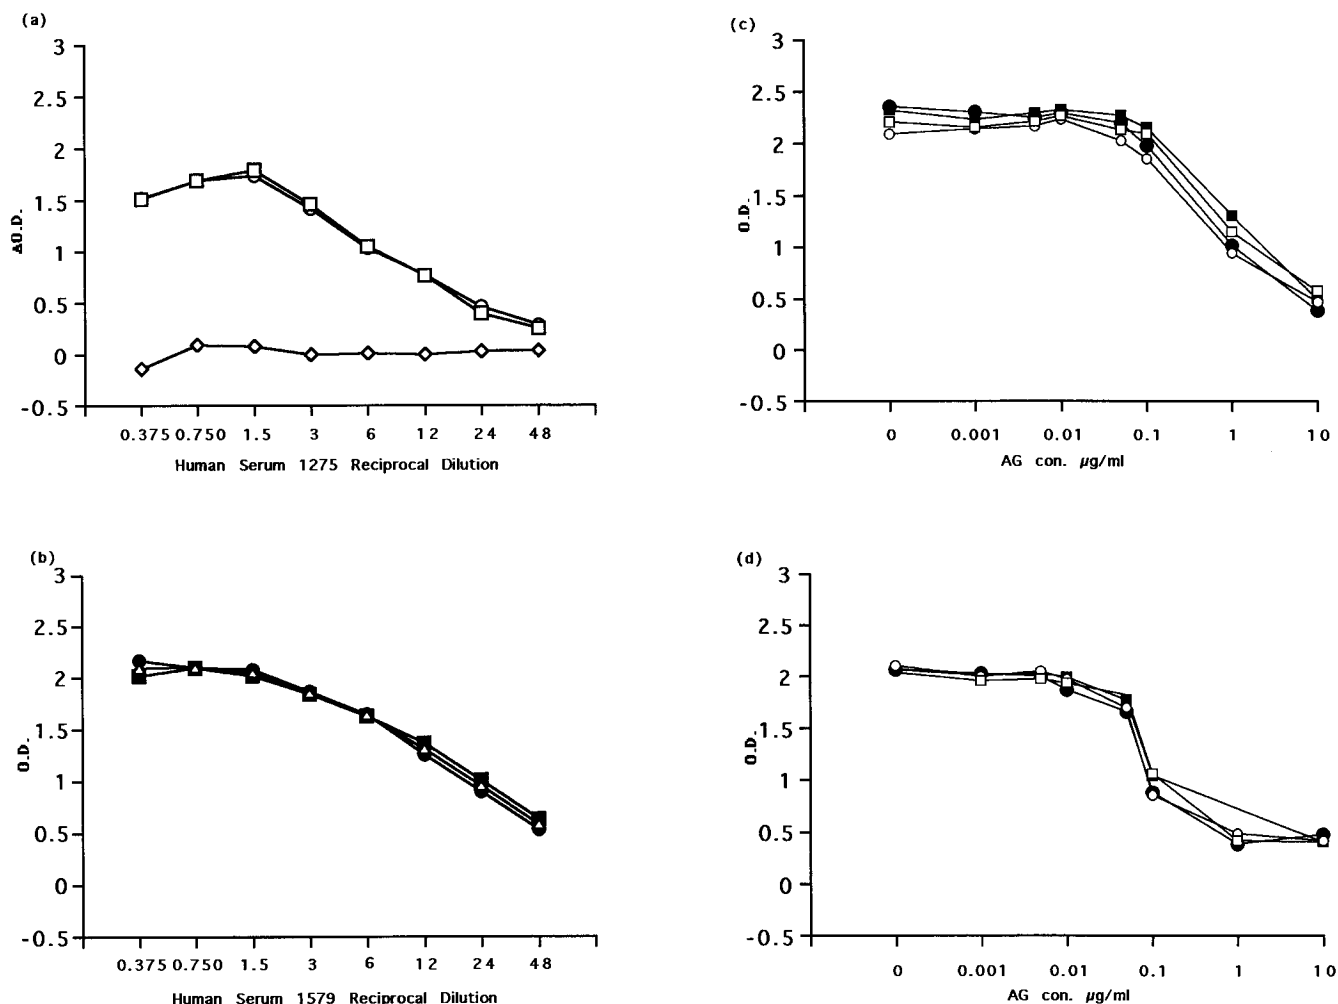 (a)
3
2.5
2
1.5
1
0.5
0
-0.5
ΔO.D.
0.375 0.750 1.5 3 6 12 24 48
Human Serum 1275 Reciprocal Dilution
(c)
3
2.5
2
1.5
1
0.5
0
-0.5
O.D.
0 0.001 0.01 0.1 1 10
AG con. µg/ml
(b)
3
2.5
2
1.5
1
0.5
0
-0.5
O.D.
0.375 0.750 1.5 3 6 12 24 48
Human Serum 1579 Reciprocal Dilution
(d)
3
2.5
2
1.5
1
0.5
0
-0.5
O.D.
0 0.001 0.01 0.1 1 10
AG con. µg/ml